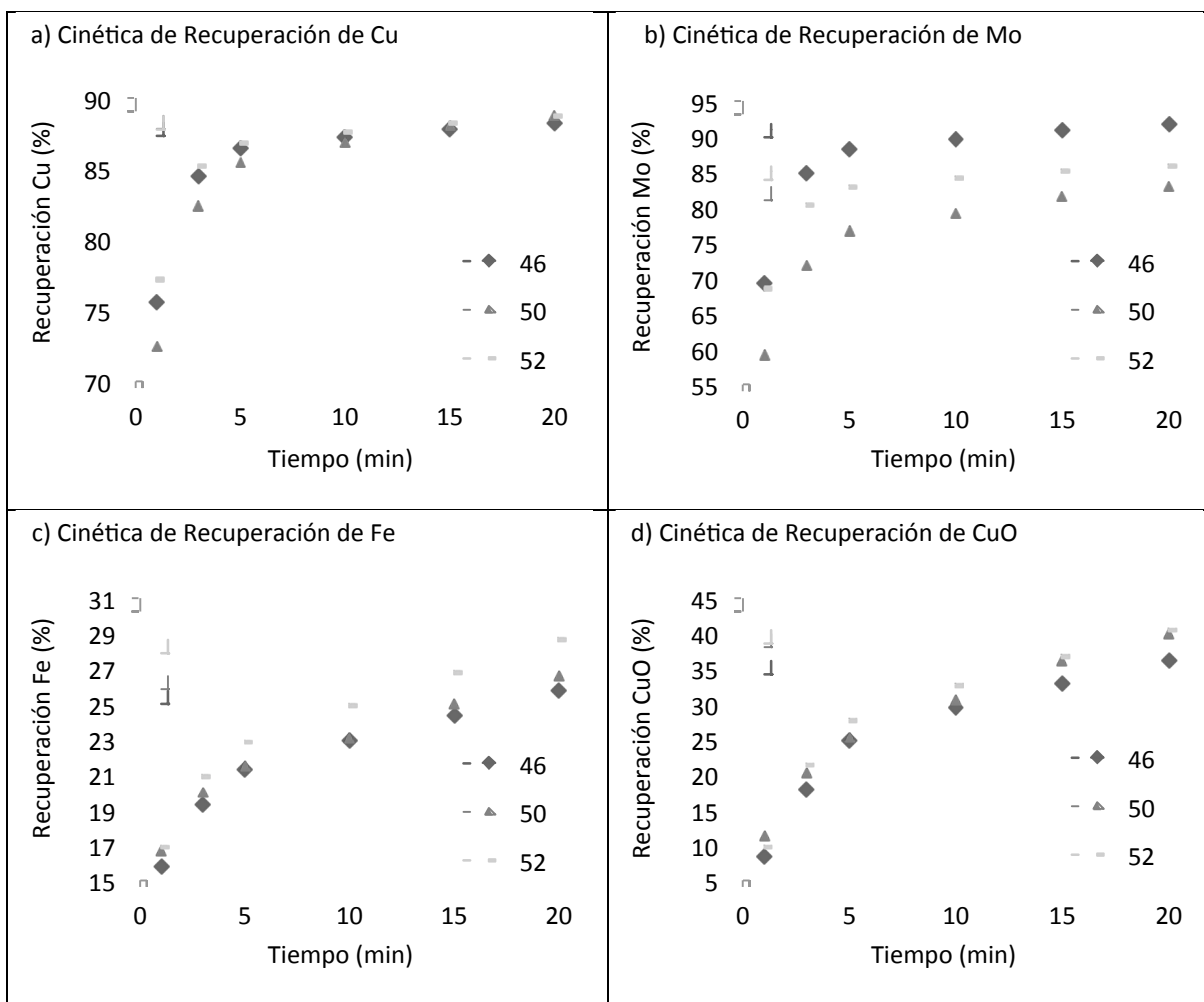 a) Cinética de Recuperación de Cu
Recuperación Cu (%)
90
85
80
75
70
0 5 10 15 20
Tiempo (min)
46
50
52
b) Cinética de Recuperación de Mo
Recuperación Mo (%)
95
90
85
80
75
70
65
60
55
0 5 10 15 20
Tiempo (min)
46
50
52
c) Cinética de Recuperación de Fe
Recuperación Fe (%)
31
29
27
25
23
21
19
17
15
0 5 10 15 20
Tiempo (min)
46
50
52
d) Cinética de Recuperación de CuO
Recuperación CuO (%)
45
40
35
30
25
20
15
10
5
0 5 10 15 20
Tiempo (min)
46
50
52